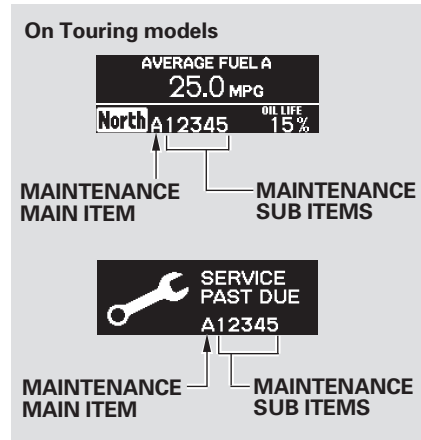 On Touring models
AVERAGE FUEL A
25.0 MPG
North A12345 OIL LIFE 15%
MAINTENANCE MAIN ITEM
MAINTENANCE SUB ITEMS
SERVICE
PAST DUE
A12345
MAINTENANCE MAIN ITEM
MAINTENANCE SUB ITEMS